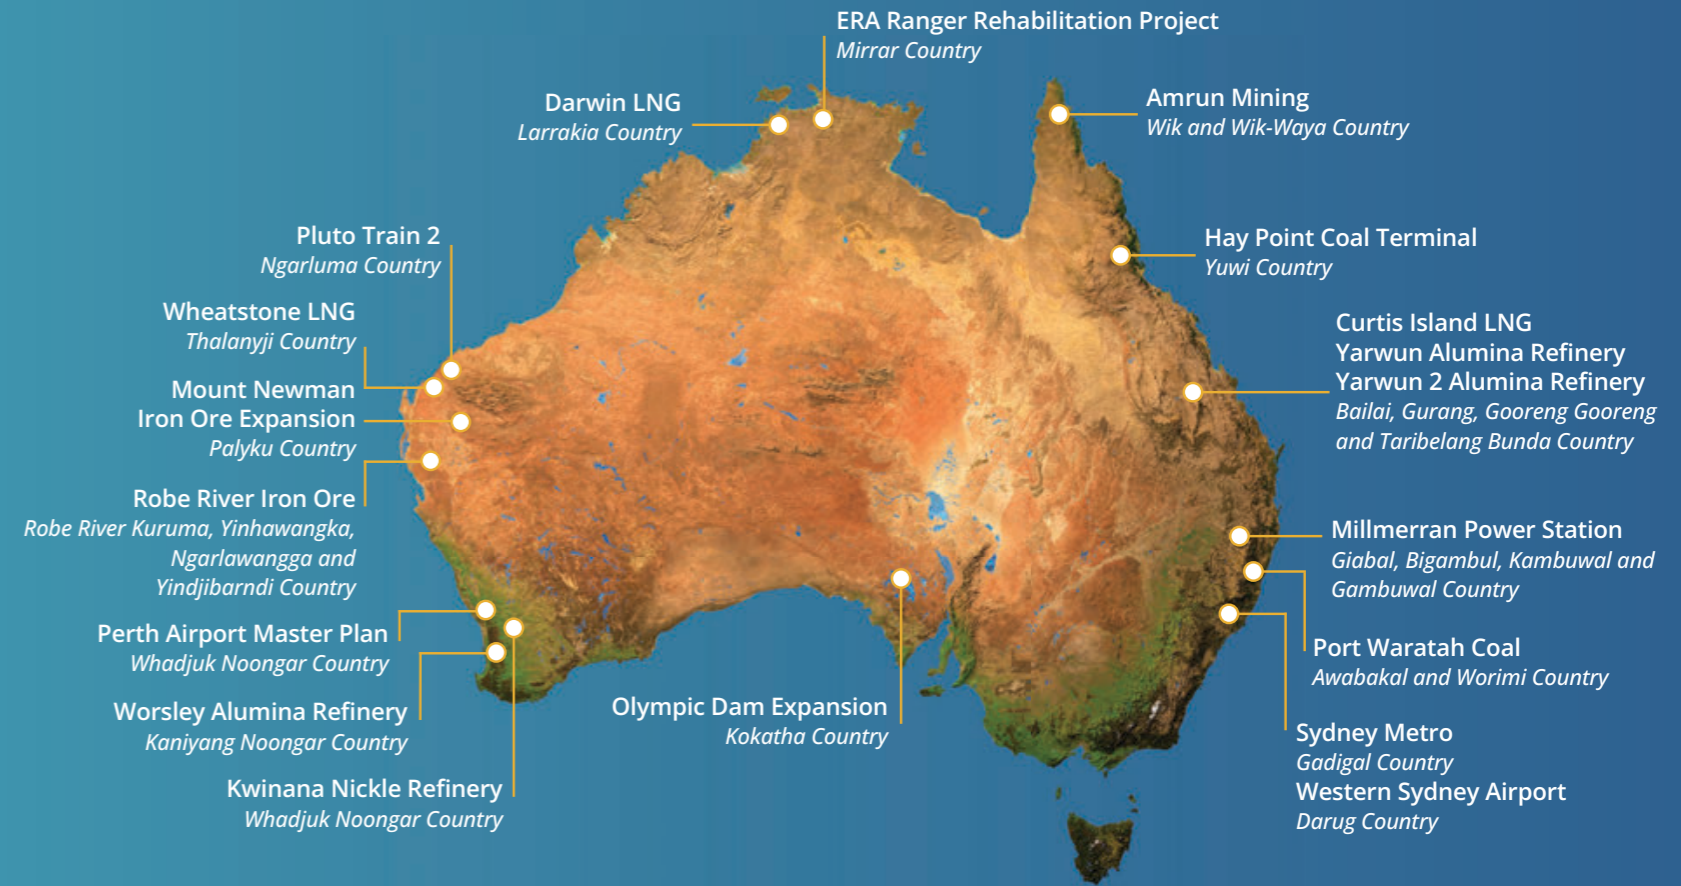 ERA Ranger Rehabilitation Project
Mirrar Country
Darwin LNG
Larrakia Country
Amrun Mining
Wik and Wik-Waya Country
Pluto Train 2
Ngarluma Country
Hay Point Coal Terminal
Yuwi Country
Wheatstone LNG
Thalanyji Country
Curtis Island LNG
Yarwun Alumina Refinery
Yarwun 2 Alumina Refinery
Bailai, Gurang, Gooreng Gooreng
and Taribelang Bunda Country
Mount Newman
Iron Ore Expansion
Palyku Country
Robe River Iron Ore
Robe River Kuruma, Yinhawangka,
Ngarlawangga and
Yindjibarndi Country
Millmerran Power Station
Giabal, Bigambul, Kambuwal and
Gambuwal Country
Perth Airport Master Plan
Whadjuk Noongar Country
Port Waratah Coal
Awabakal and Worimi Country
Worsley Alumina Refinery
Kaniyang Noongar Country
Olympic Dam Expansion
Kokatha Country
Sydney Metro
Gadigal Country
Western Sydney Airport
Darug Country
Kwinana Nickle Refinery
Whadjuk Noongar Country